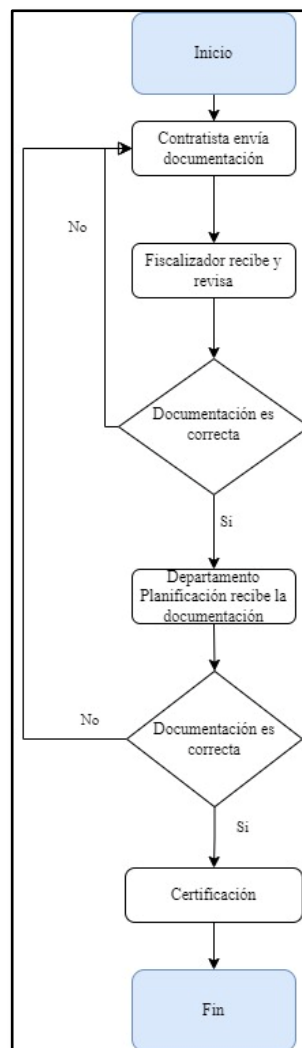 Inicio
Contratista envía
documentación
No
Fiscalizador recibe y
revisa
Documentación es
correcta
Si
Departamento
Planificación recibe la
documentación
No
Documentación es
correcta
Si
Certificación
Fin